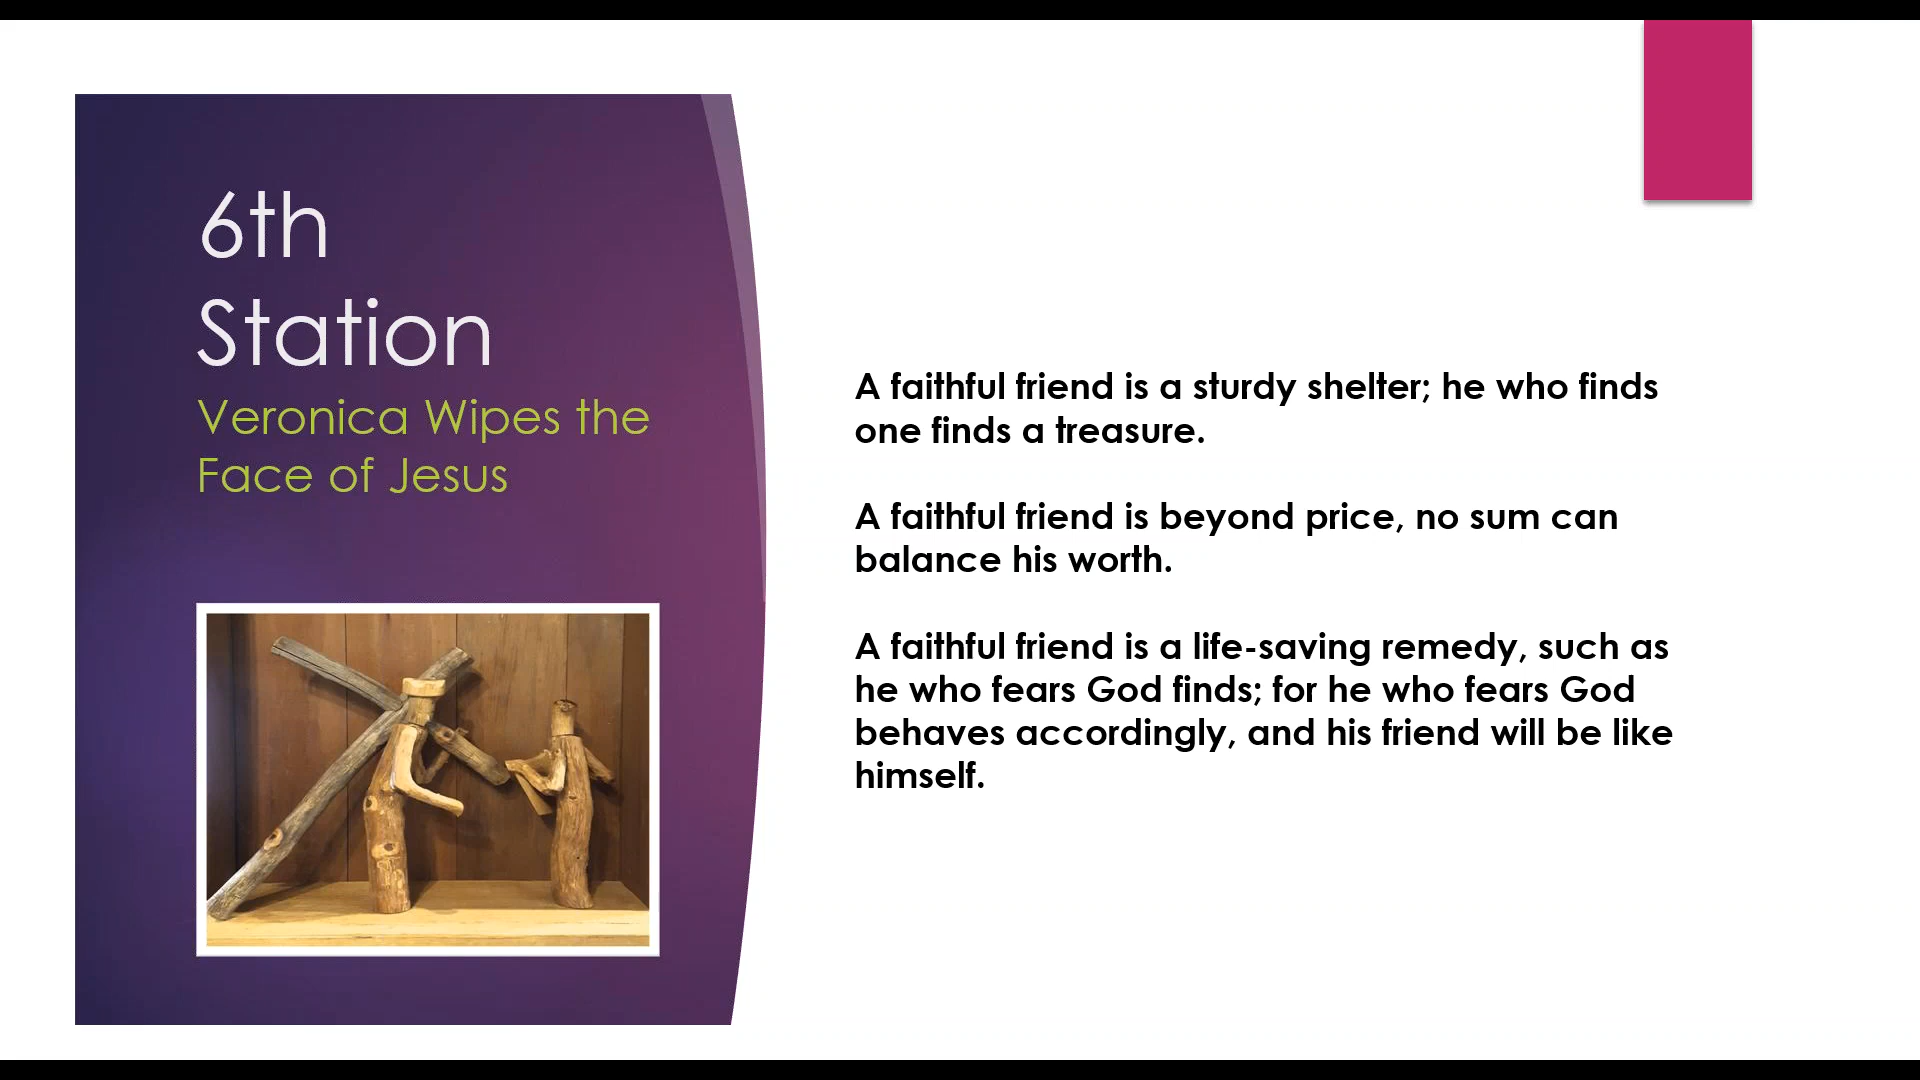 6th
Station
Veronica Wipes the
Face of Jesus
A faithful friend is a sturdy shelter; he who finds
one finds a treasure.
A faithful friend is beyond price, no sum can
balance his worth.
A faithful friend is a life-saving remedy, such as
he who fears God finds; for he who fears God
behaves accordingly, and his friend will be like
himself.